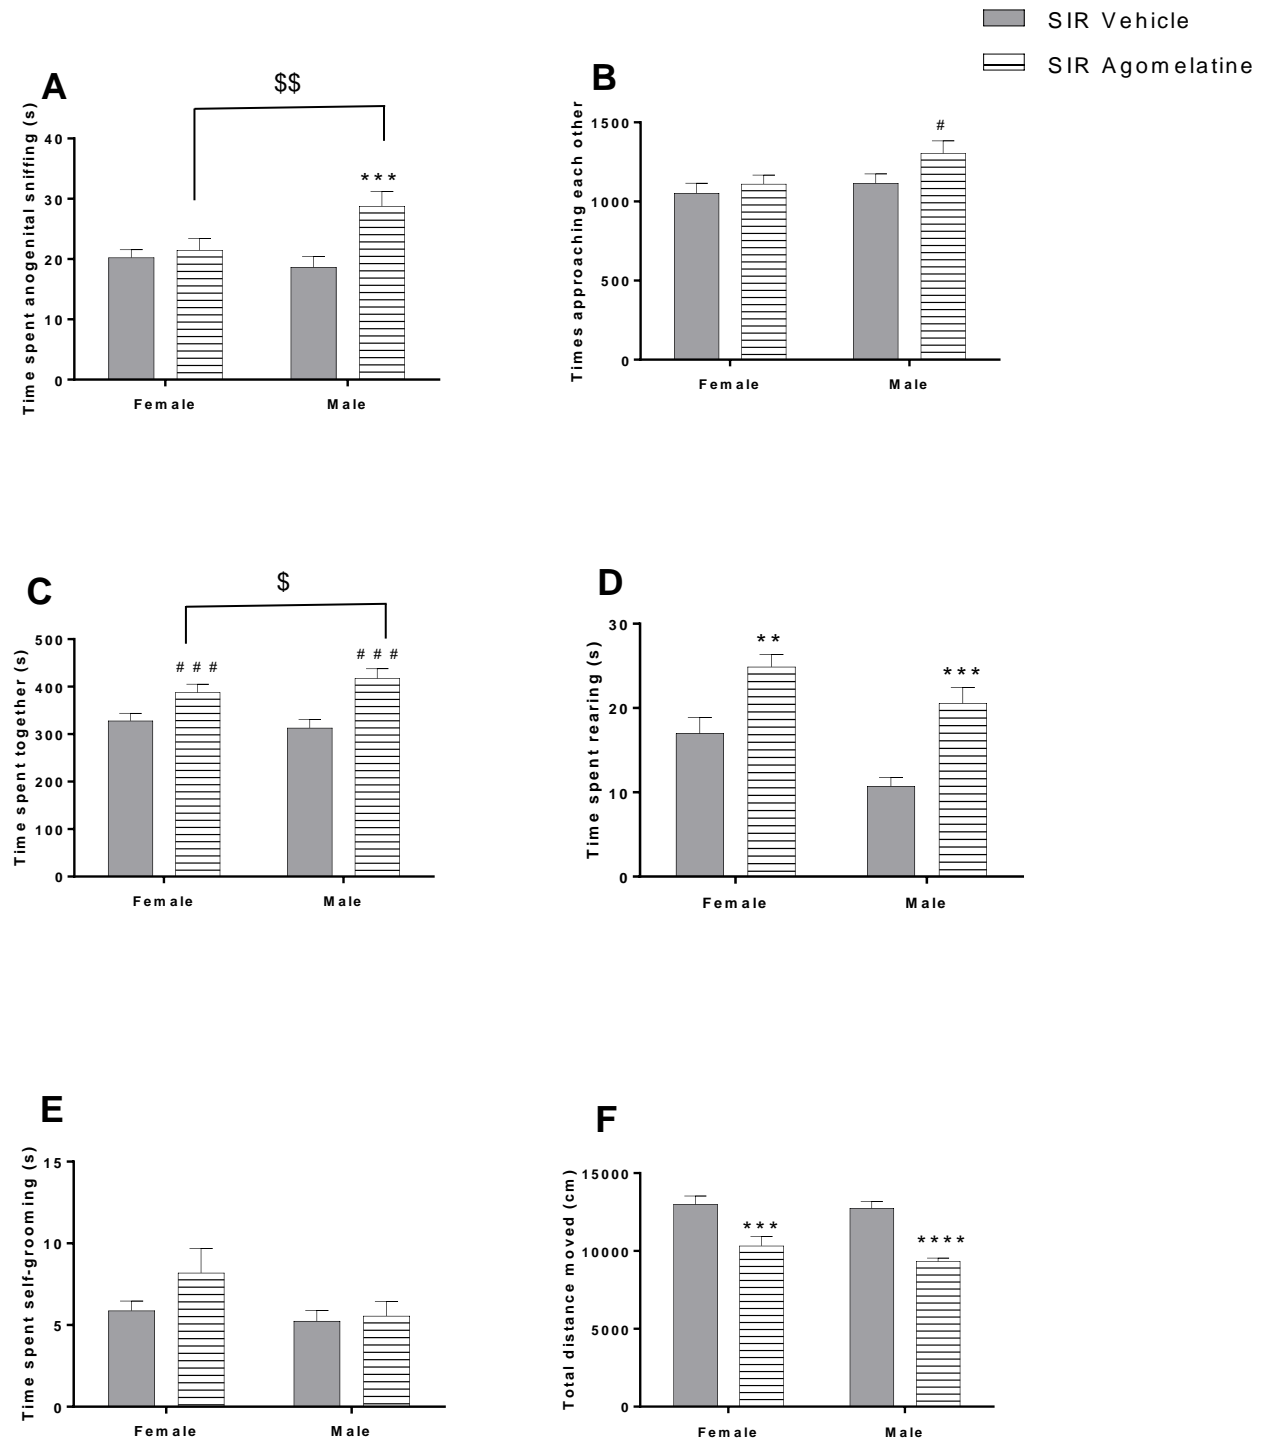 SIR Vehicle
SIR Agomelatine
A
$$
Time spent anogenital sniffing (s)
40
30
20
10
0
***
Female
Male
B
Times approaching each other
1500
1000
500
0
#
Female
Male
C
$
Time spent together (s)
500
400
300
200
100
0
# # #
# # #
Female
Male
D
Time spent rearing (s)
30
20
10
0
**
***
Female
Male
E
Time spent self-grooming (s)
15
10
5
0
Female
Male
F
Total distance moved (cm)
15000
10000
5000
0
***
****
Female
Male